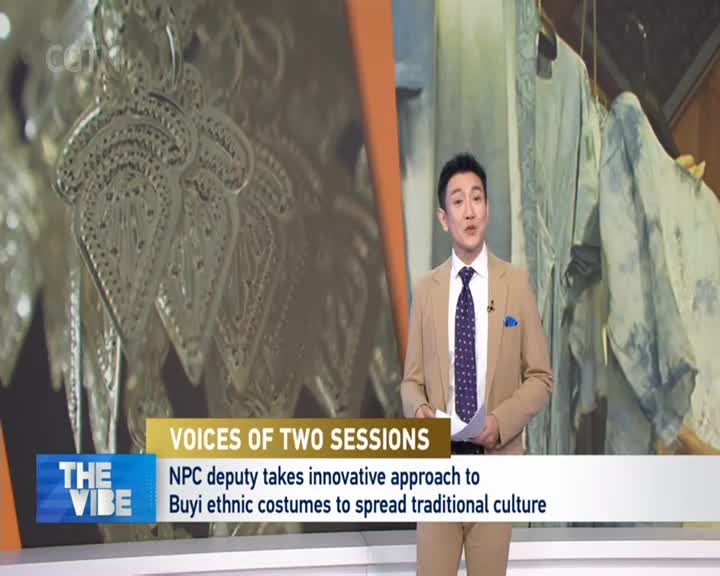 CGTN
VOICES OF TWO SESSIONS
THE
VIBE
NPC deputy takes innovative approach to
Buyi ethnic costumes to spread traditional culture